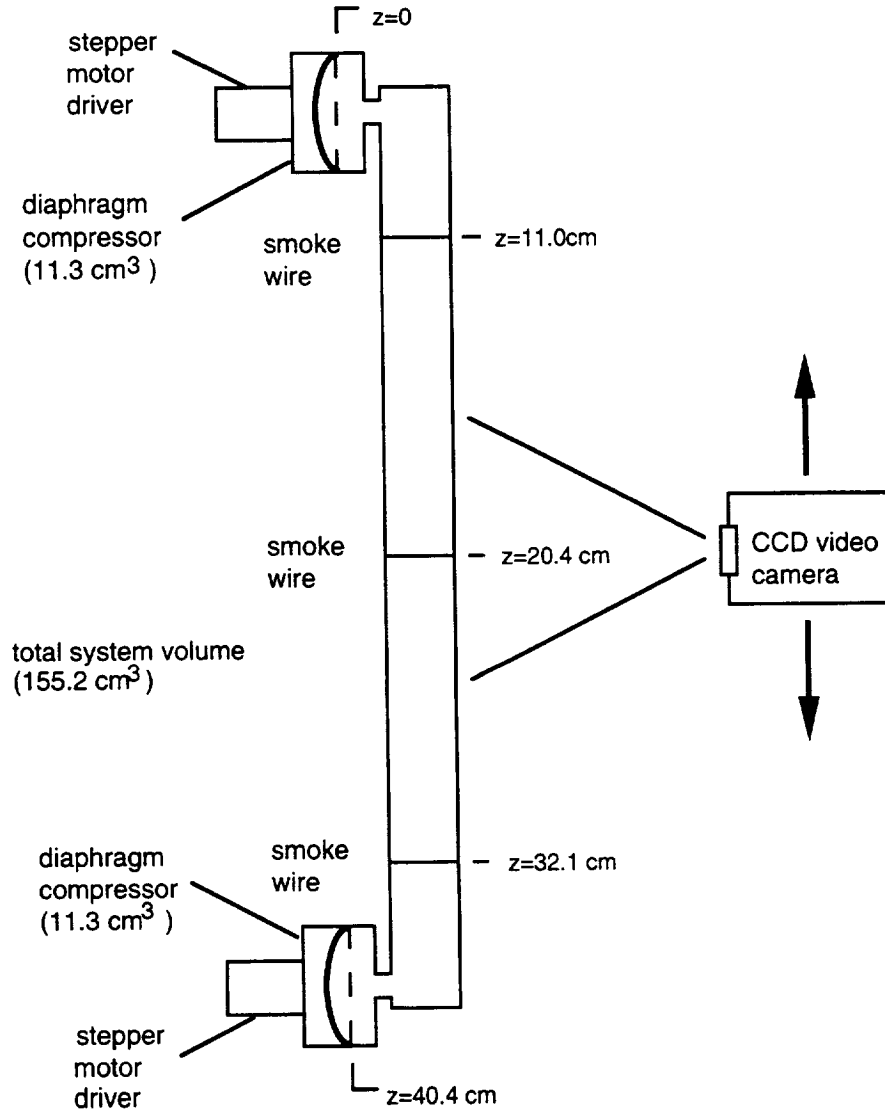 z=0
stepper
motor
driver
diaphragm
compressor
(11.3 cm3 )
smoke
wire
z=11.0cm
smoke
wire
z=20.4 cm
CCD video
camera
total system volume
(155.2 cm3 )
smoke
wire
z=32.1 cm
diaphragm
compressor
(11.3 cm3 )
stepper
motor
driver
z=40.4 cm